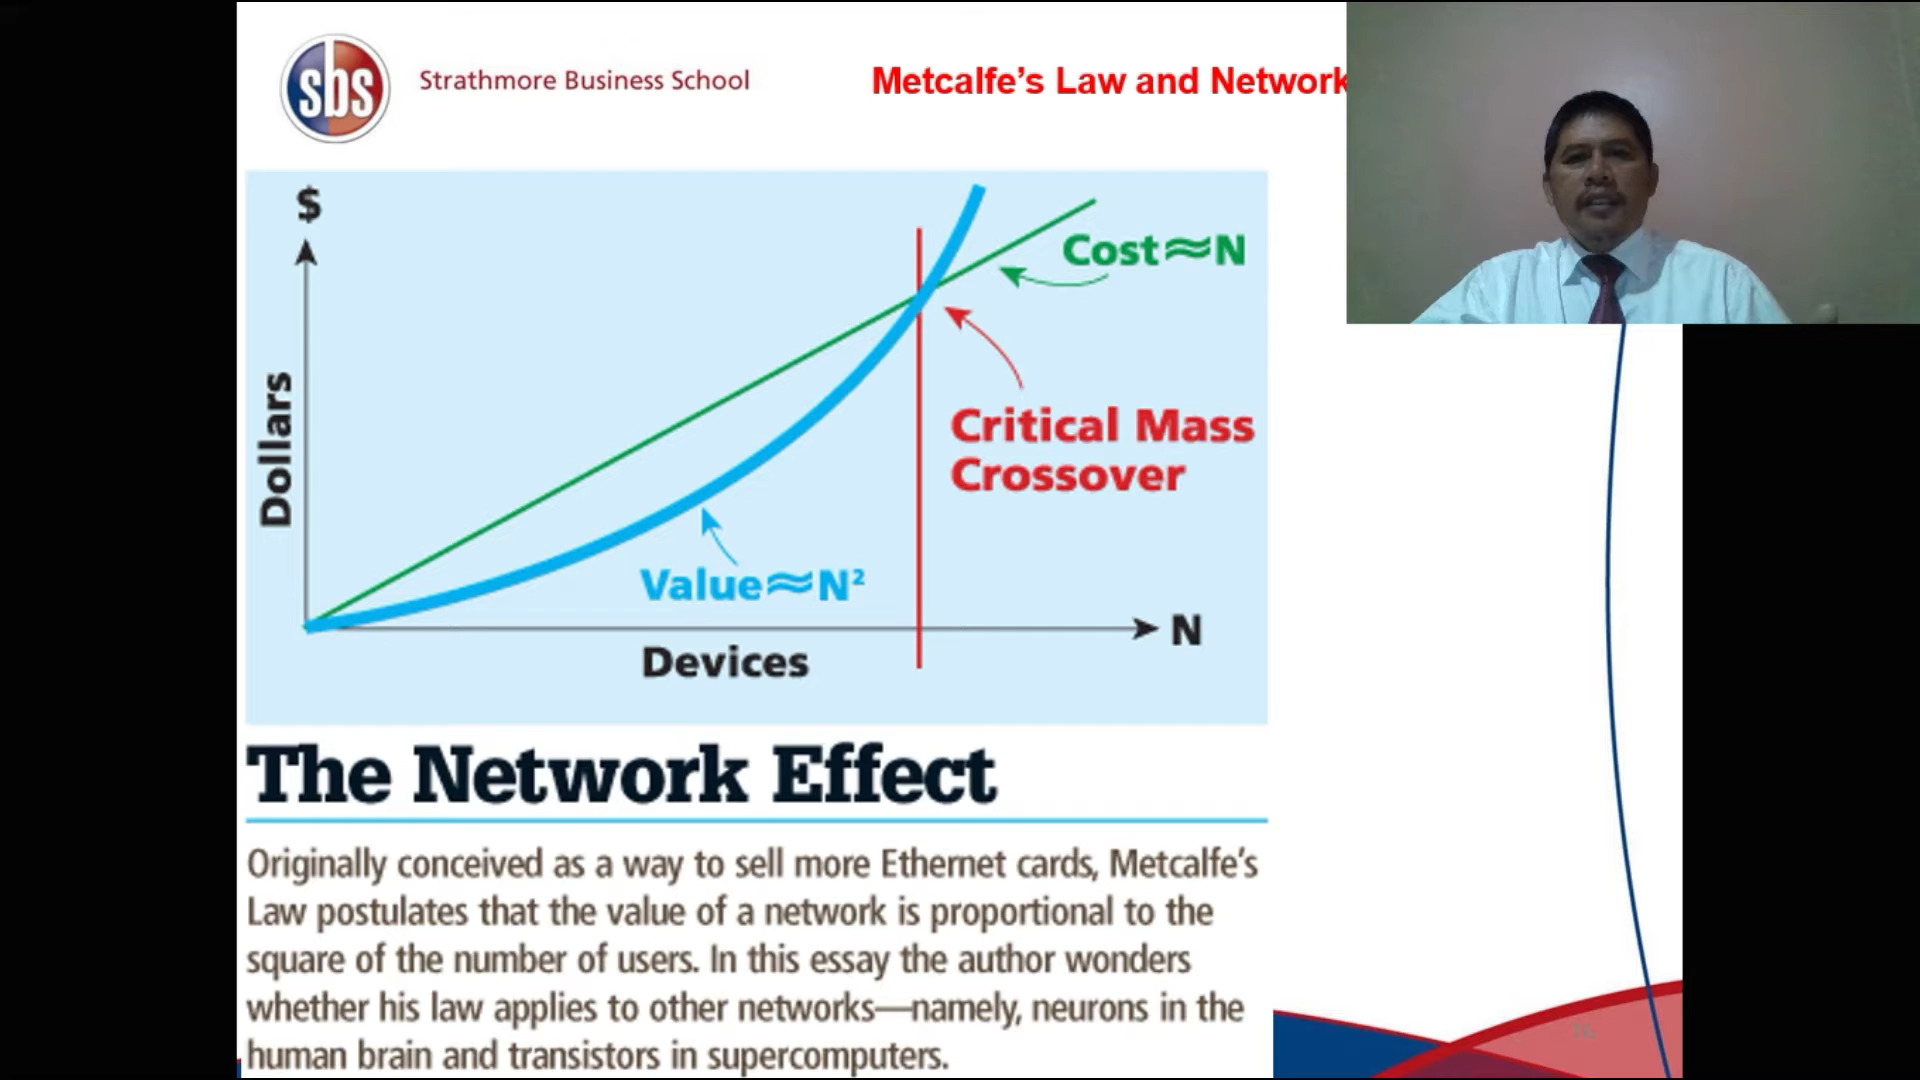 sbs
Strathmore Business School
Metcalfe’s Law and Network
$
Cost≈N
Dollars
Critical Mass
Crossover
Value≈N²
N
Devices
The Network Effect
Originally conceived as a way to sell more Ethernet cards, Metcalfe’s
Law postulates that the value of a network is proportional to the
square of the number of users. In this essay the author wonders
whether his law applies to other networks—namely, neurons in the
human brain and transistors in supercomputers.